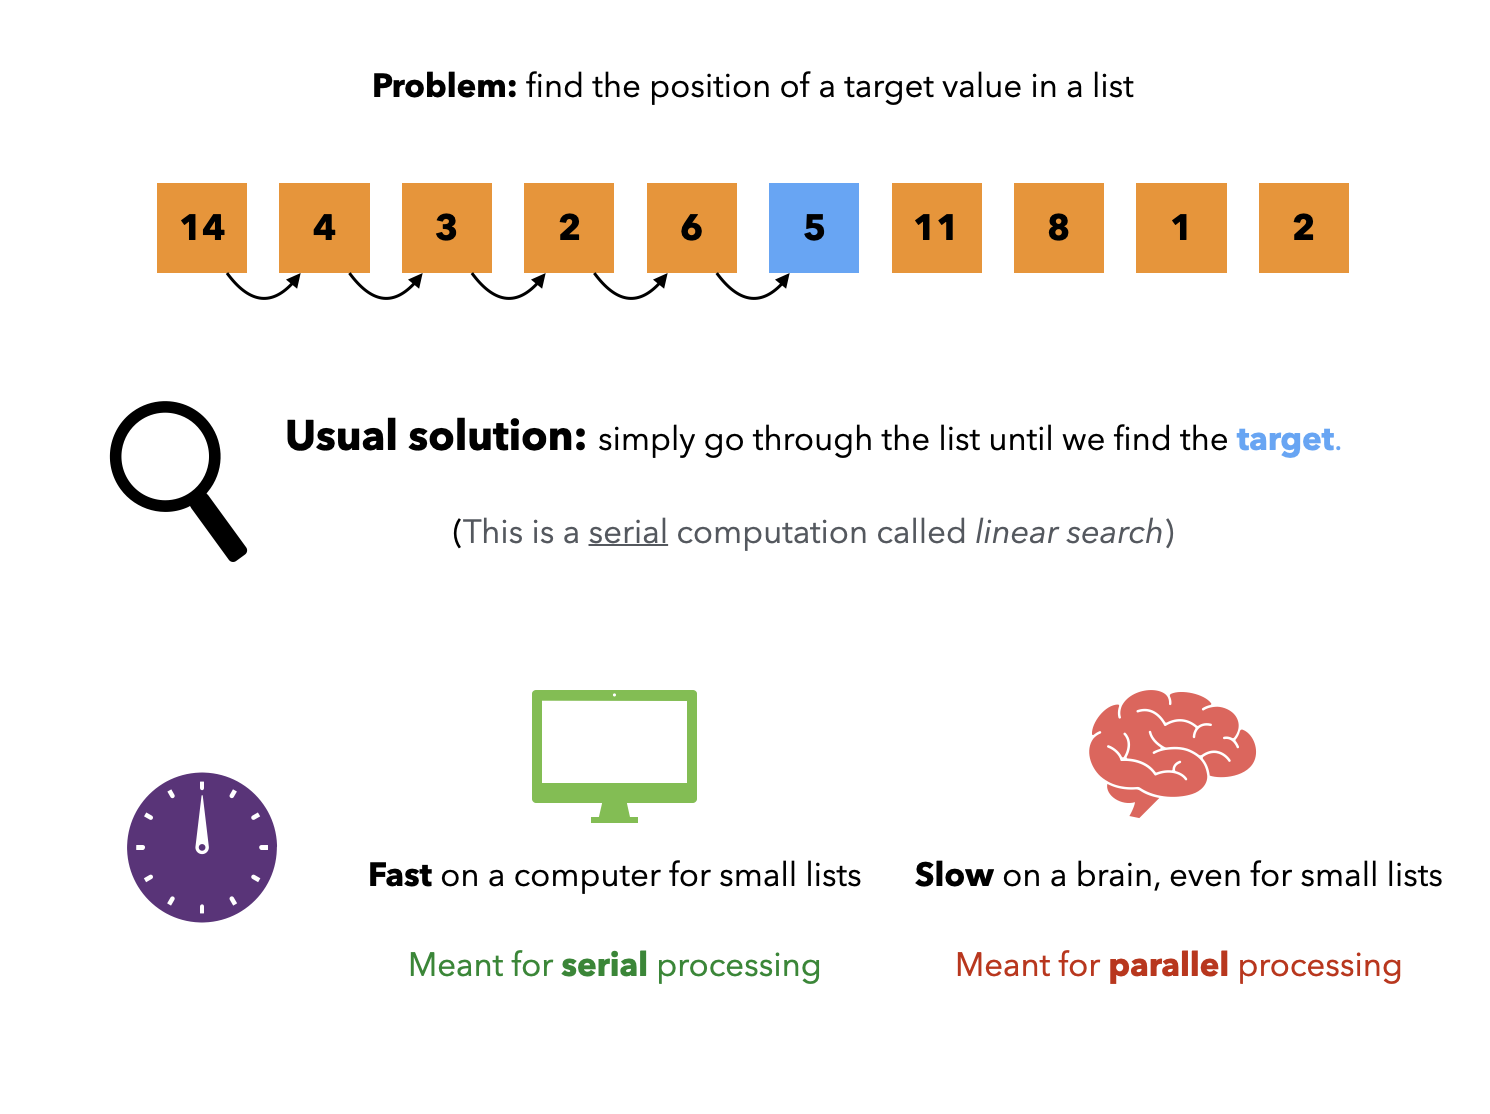 Problem: find the position of a target value in a list
14 4 3 2 6 5 11 8 1 2
Usual solution: simply go through the list until we find the target.
(This is a serial computation called linear search)
Fast on a computer for small lists
Meant for serial processing
Slow on a brain, even for small lists
Meant for parallel processing